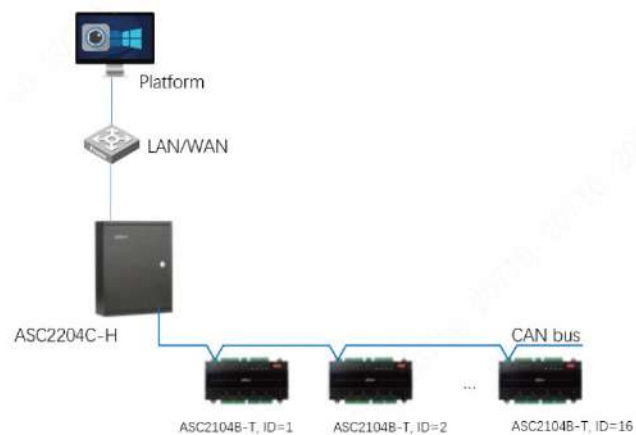 Platform
LAN/WAN
ASC2204C-H
CAN bus
...
ASC2104B-T, ID=1
ASC2104B-T, ID=2
ASC2104B-T, ID=16